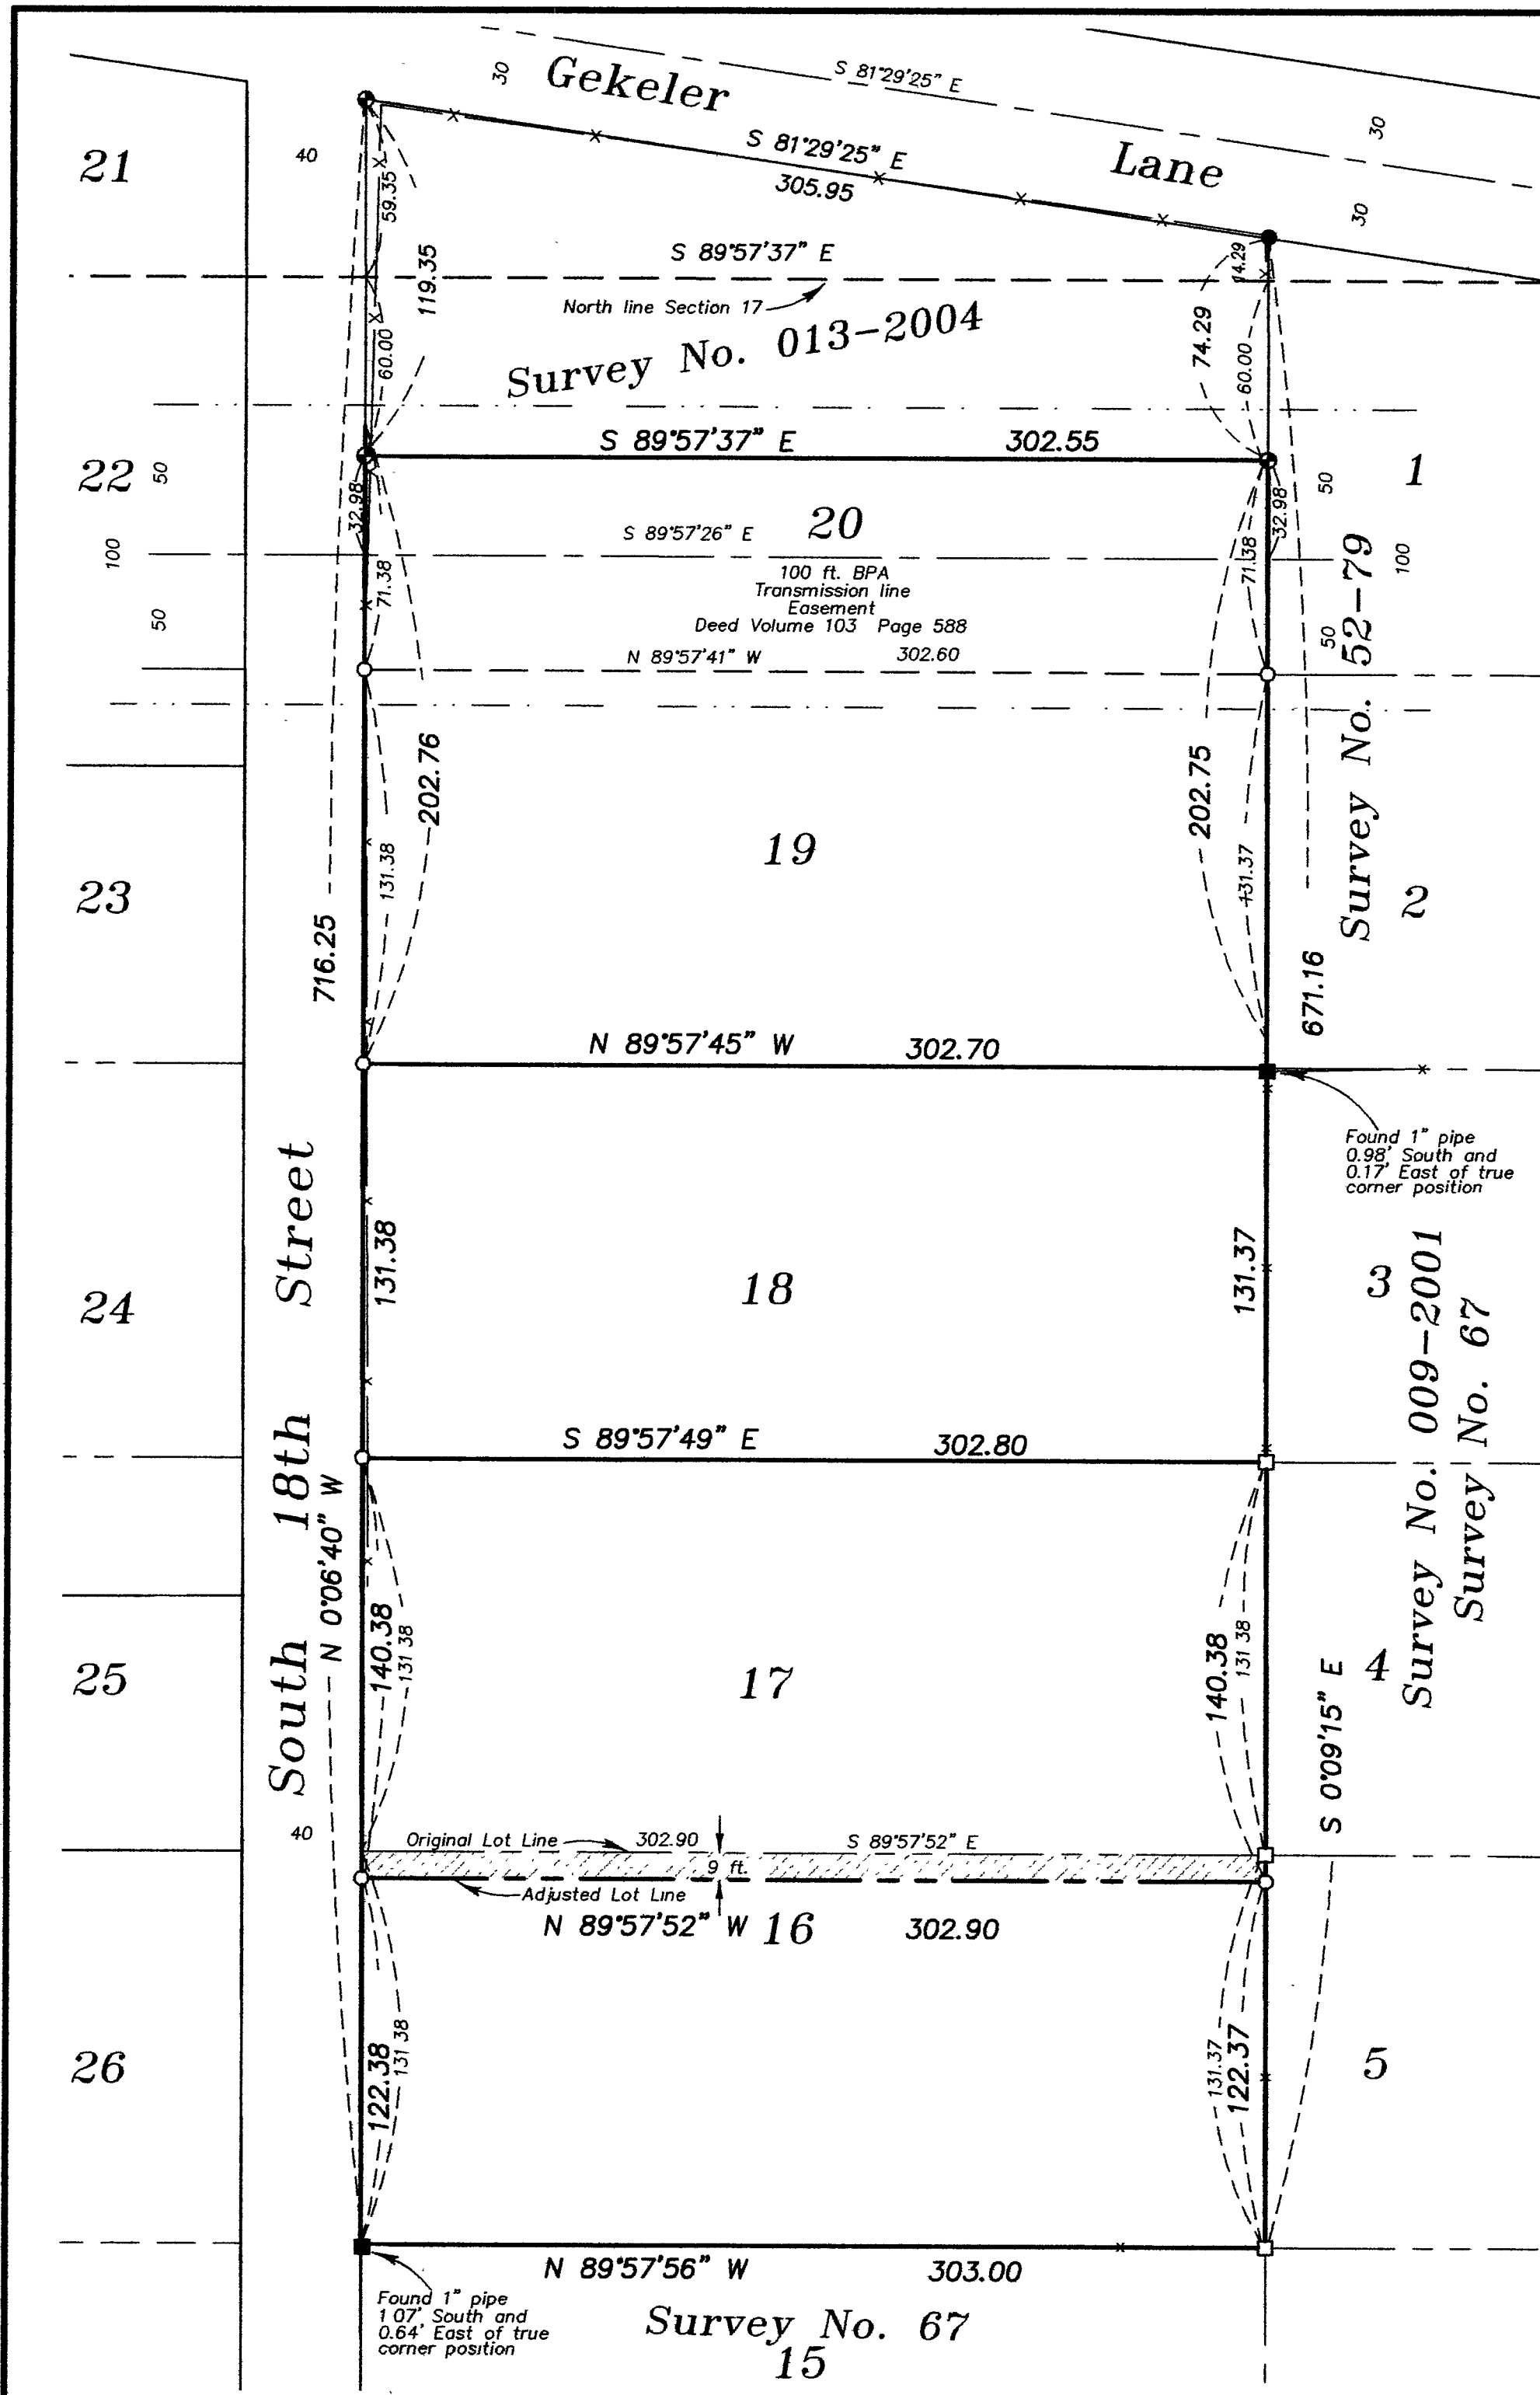 S 81°29'25" E
30
Gekeler
Lane
30
30
21
40
S 81°29'25" E
305.95
59.35
119.35
S 89°57'37" E
14.29
North line Section 17
Survey No. 013-2004
60.00
74.29
60.00
S 89°57'37" E 302.55
22
50
100
50
32.98
71.38
S 89°57'26" E
20
100 ft. BPA
Transmission line
Easement
Deed Volume 103 Page 588
N 89°57'41" W 302.60
71.38
32.98
50
100
50
1
Survey No. 52-79
202.76
131.38
19
202.75
131.37
23
716.25
2
671.16
N 89°57'45" W 302.70
Found 1" pipe
0.98' South and
0.17' East of true
corner position
South 18th Street
131.38
18
131.37
24
3
Survey No. 009-2001
Survey No. 67
S 89°57'49" E 302.80
N 0°06'40" W
140.38
131 38
17
140.38
131 38
25
4
S 0°09'15" E
40
Original Lot Line
302.90
S 89°57'52" E
9 ft.
Adjusted Lot Line
N 89°57'52" W
16
302.90
122.38
131 38
131.37
122.37
26
5
N 89°57'56" W 303.00
Found 1" pipe
1 07' South and
0.64' East of true
corner position
Survey No. 67
15